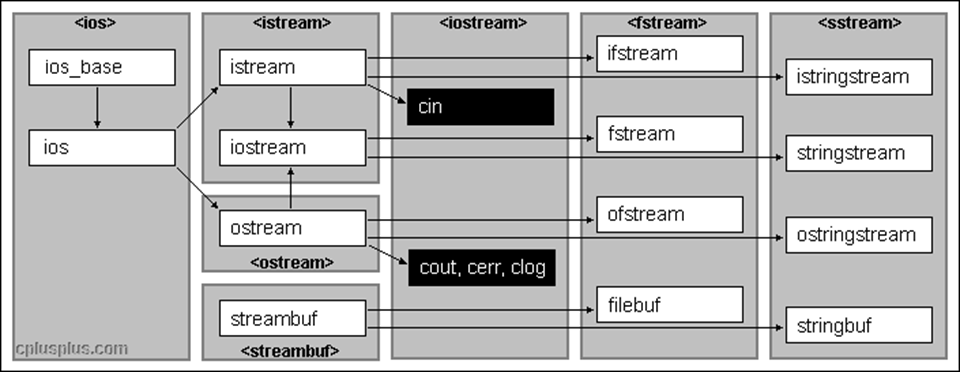 <ios>
ios_base
ios
<istream>
istream
iostream
ostream
<ostream>
streambuf
<streambuf>
<iostream>
cin
cout, cerr, clog
<fstream>
ifstream
fstream
ofstream
filebuf
<sstream>
istringstream
stringstream
ostringstream
stringbuf
cplusplus.com